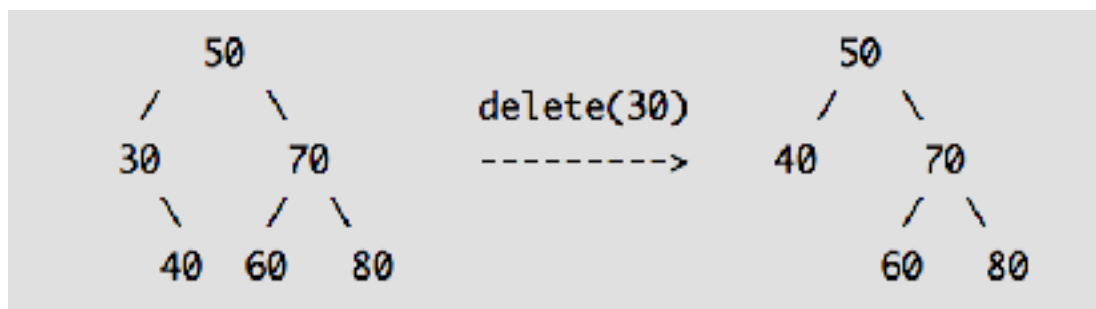 50 50
/ \ delete(30) / \
30 70 ---------> 40 70
\ / \ / \
40 60 80 60 80